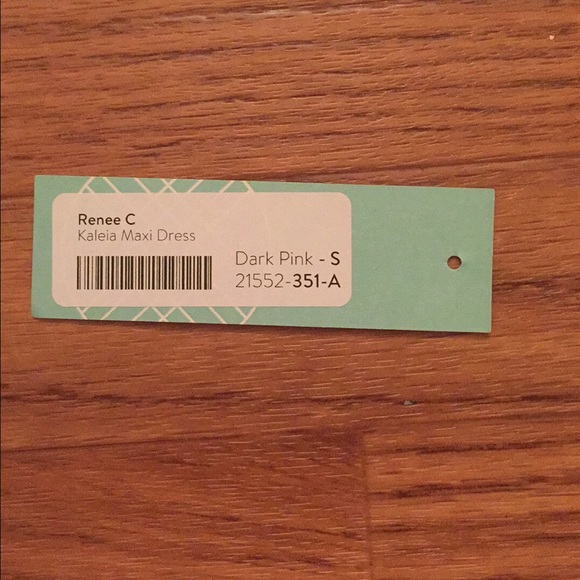 Renee C
Kaleia Maxi Dress
Dark Pink - S
21552-351-A